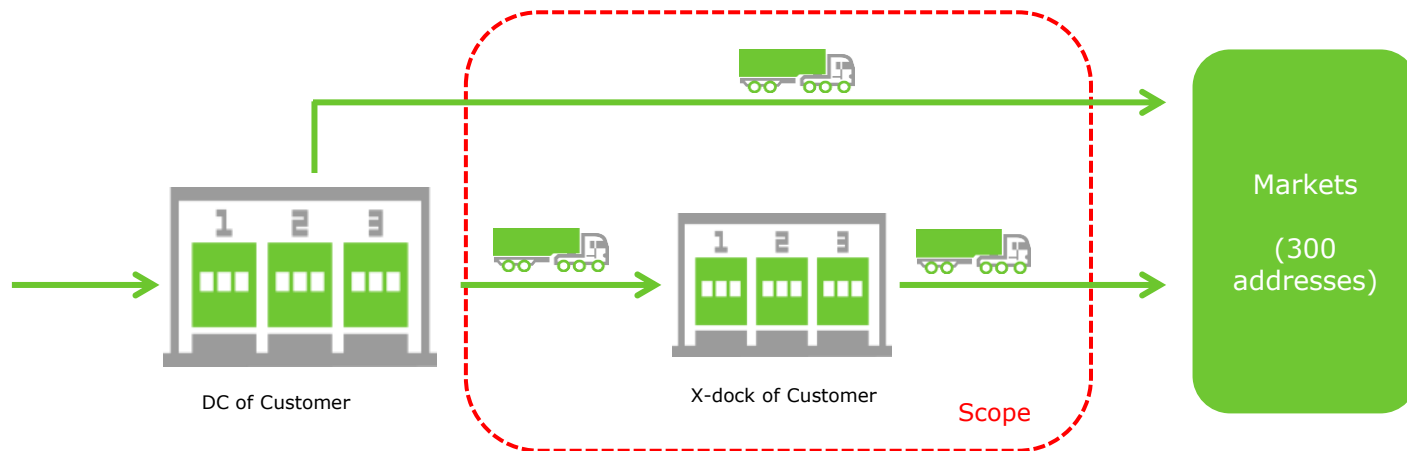 1 2 3
1 2 3
DC of Customer
X-dock of Customer
Scope
Markets
(300
addresses)